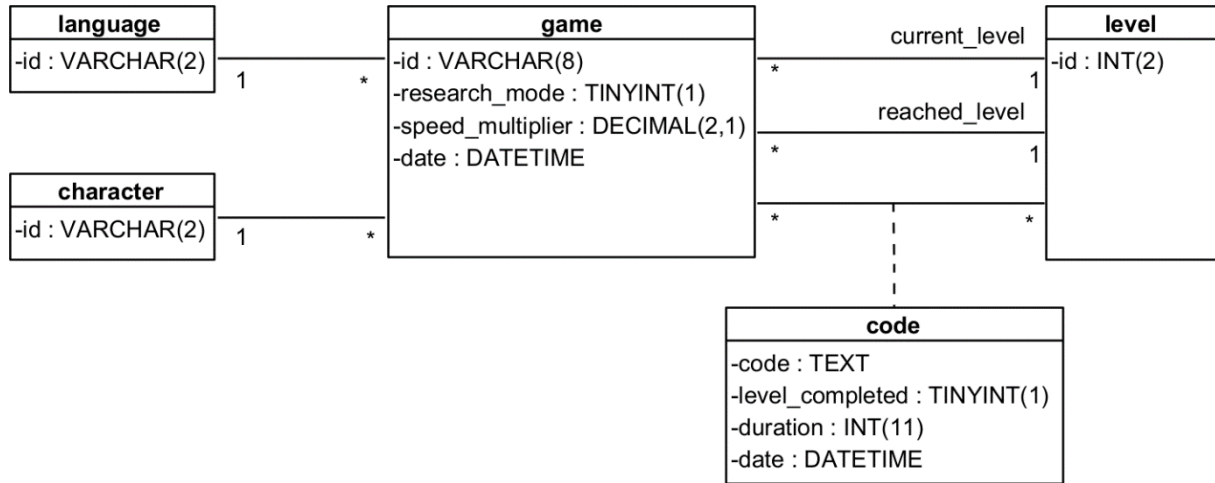 language
-id : VARCHAR(2)
1
*
game
-id : VARCHAR(8)
-research_mode : TINYINT(1)
-speed_multiplier : DECIMAL(2,1)
-date : DATETIME
current_level
*
1
reached_level
*
1
*
*
level
-id : INT(2)
character
-id : VARCHAR(2)
1
*
code
-code : TEXT
-level_completed : TINYINT(1)
-duration : INT(11)
-date : DATETIME